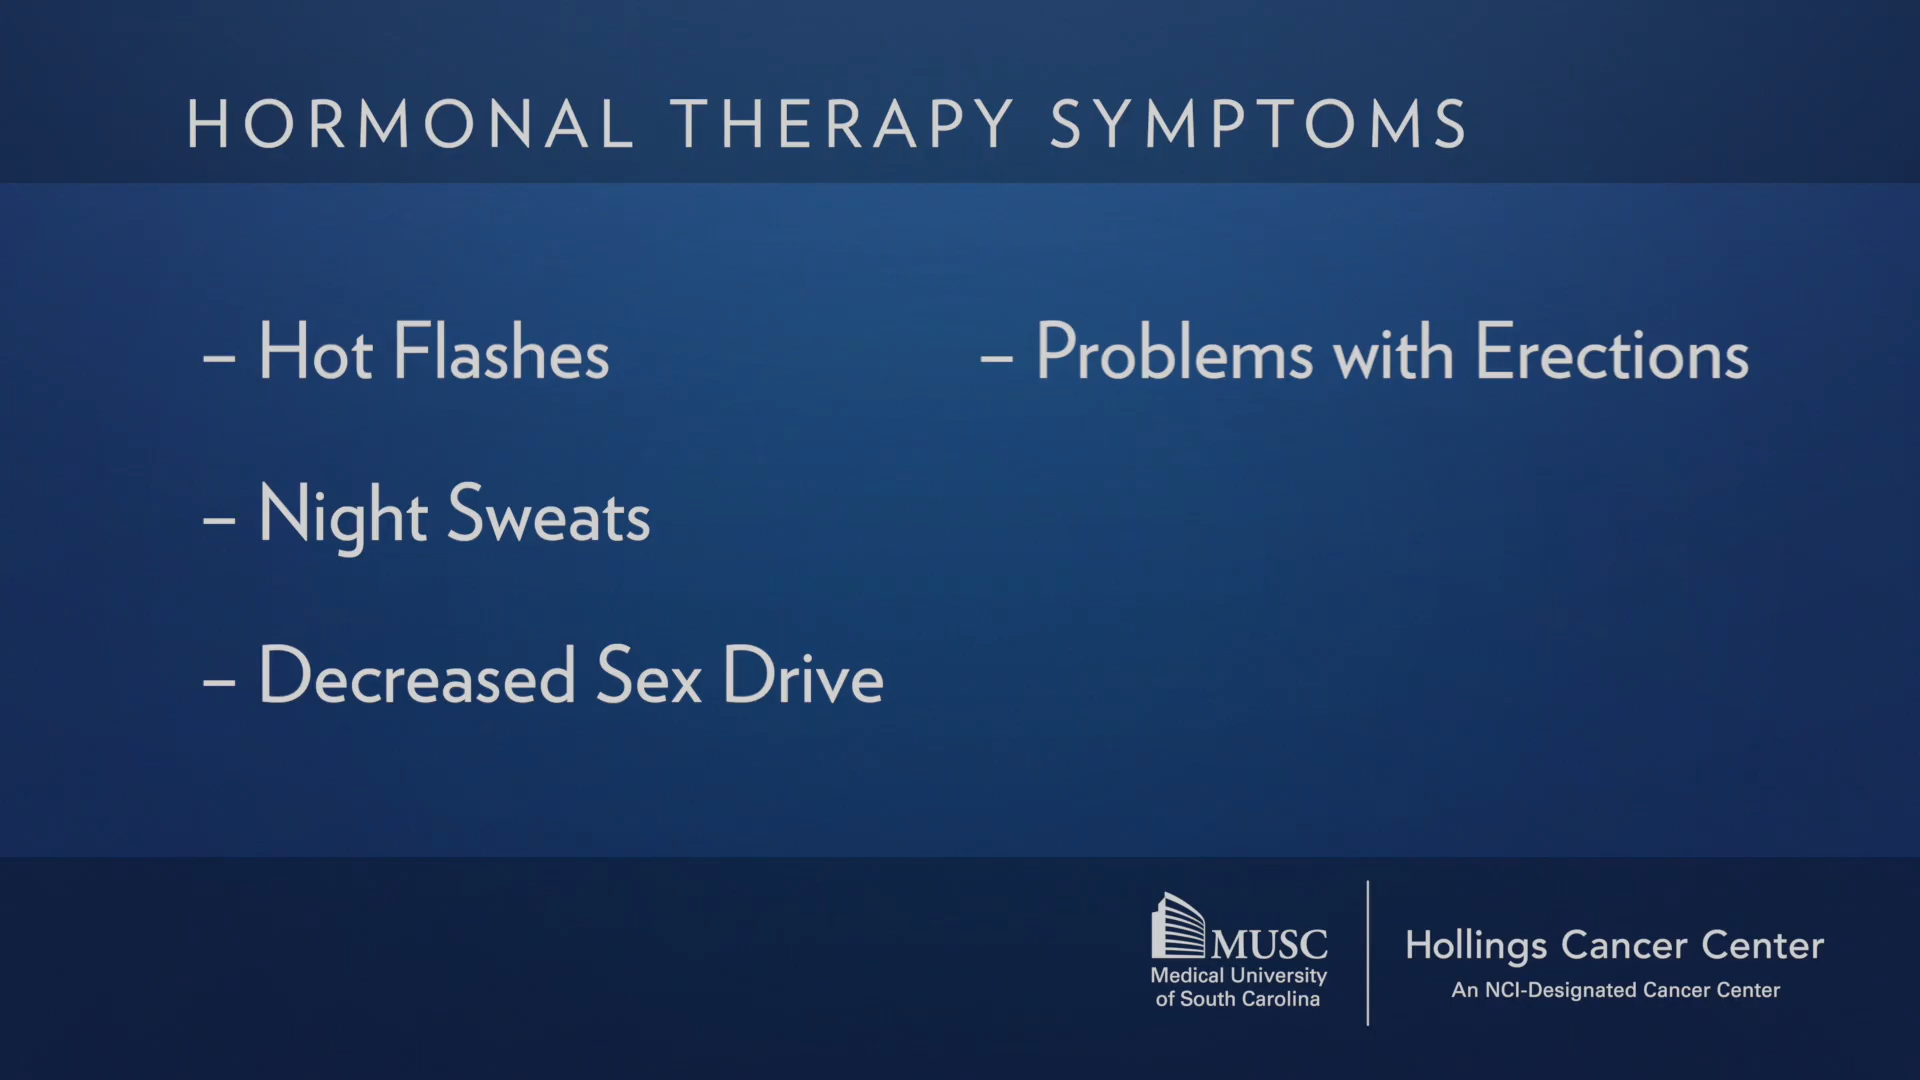 HORMONAL THERAPY SYMPTOMS
– Hot Flashes
– Night Sweats
– Decreased Sex Drive
– Problems with Erections
MUSC
Medical University
of South Carolina
Hollings Cancer Center
An NCI-Designated Cancer Center